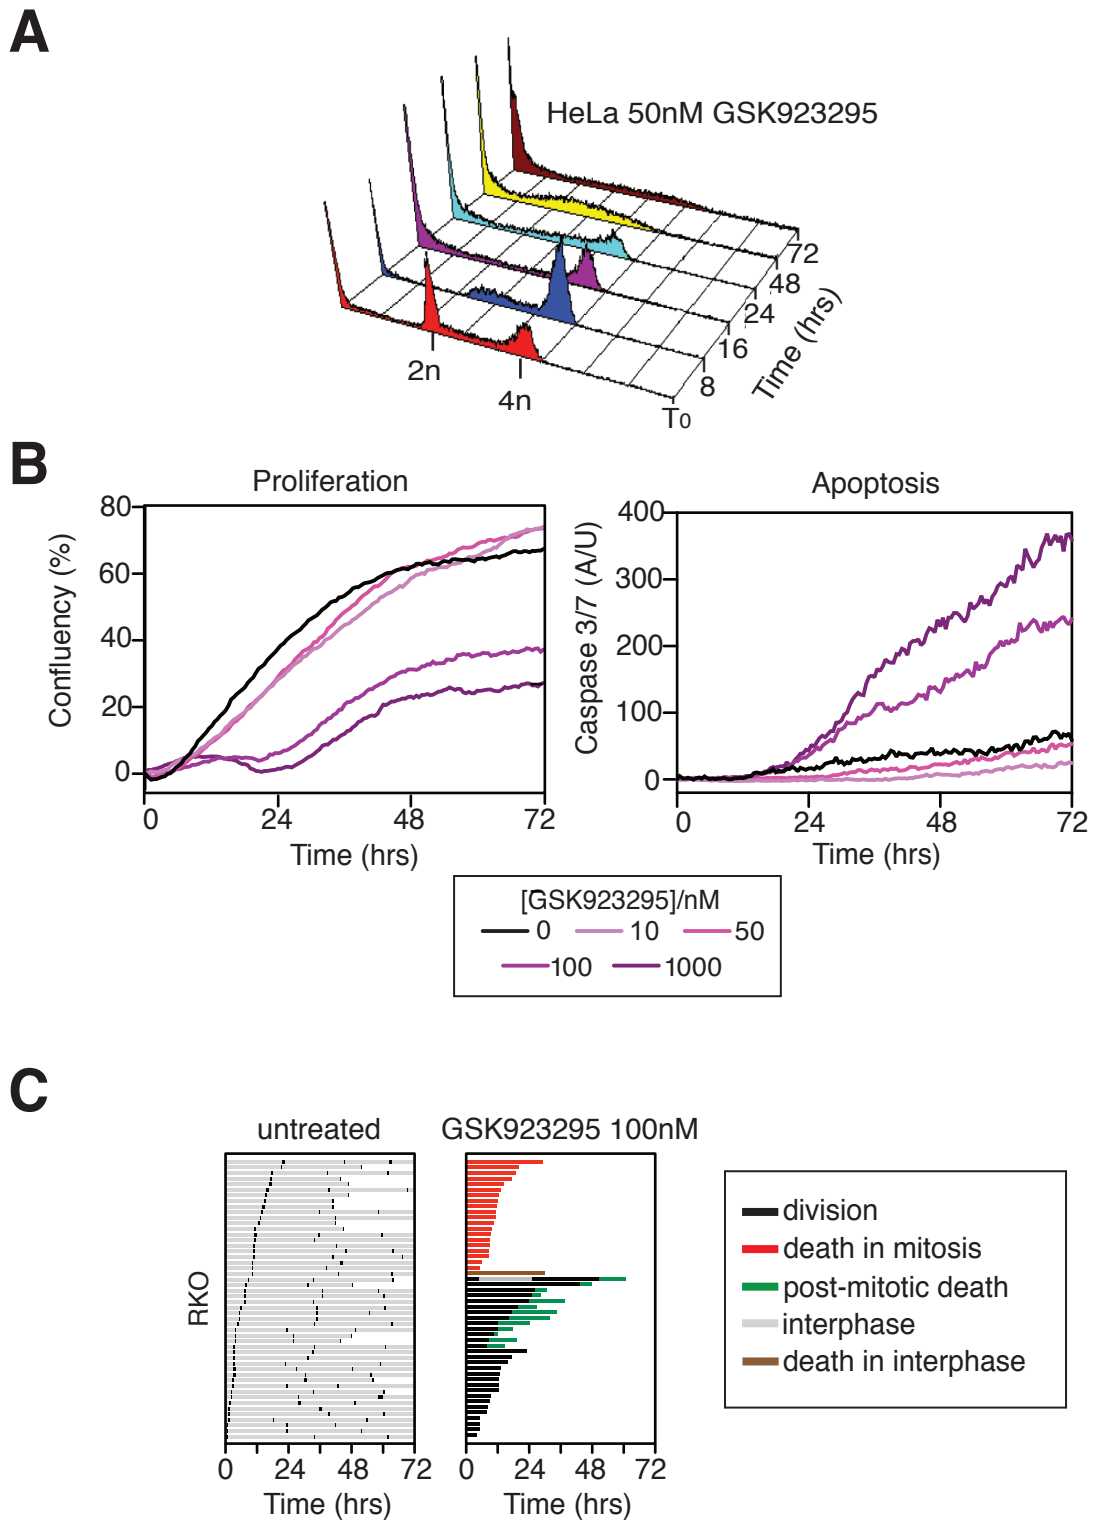 A
HeLa 50nM GSK923295
2n
4n
T0
8
16
24
48
72
Time (hrs)
B
Proliferation
Confluency (%)
80
60
40
20
0
0 24 48 72
Time (hrs)
Apoptosis
Caspase 3/7 (A/U)
400
300
200
100
0
0 24 48 72
Time (hrs)
[GSK923295]/nM
0 10 50
100 1000
C
untreated
RKO
0 24 48 72
Time (hrs)
GSK923295 100nM
0 24 48 72
Time (hrs)
division
death in mitosis
post-mitotic death
interphase
death in interphase